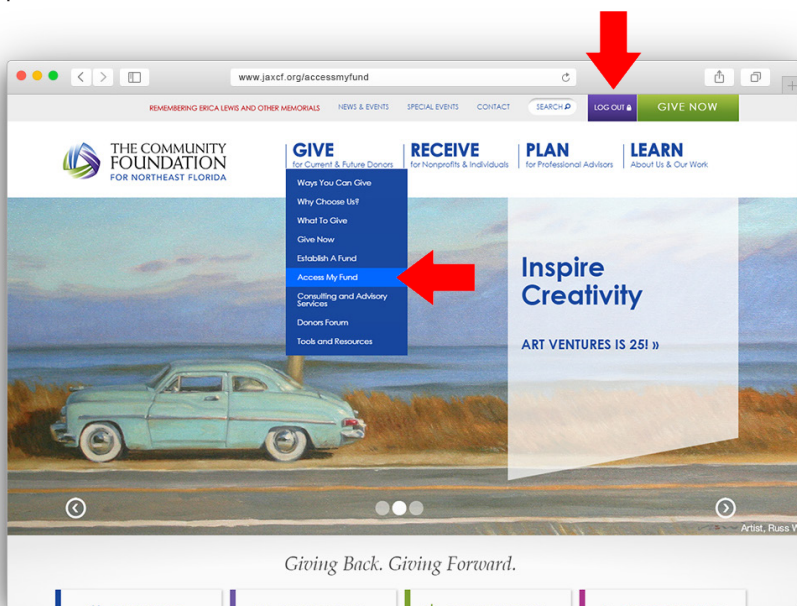 www.jaxcf.org/accessmyfund
REMEMBERING ERICA LEWIS AND OTHER MEMORIALS NEWS & EVENTS SPECIAL EVENTS CONTACT SEARCH LOG OUT GIVE NOW
THE COMMUNITY
FOUNDATION
FOR NORTHEAST FLORIDA
GIVE
for Current & Future Donors
RECEIVE
for Nonprofits & Individuals
PLAN
for Professional Advisors
LEARN
About Us & Our Work
Ways You Can Give
Why Choose Us?
What To Give
Give Now
Establish A Fund
Access My Fund
Consulting and Advisory
Services
Donors Forum
Tools and Resources
Inspire
Creativity
ART VENTURES IS 25! »
Artist, Russ W
Giving Back. Giving Forward.